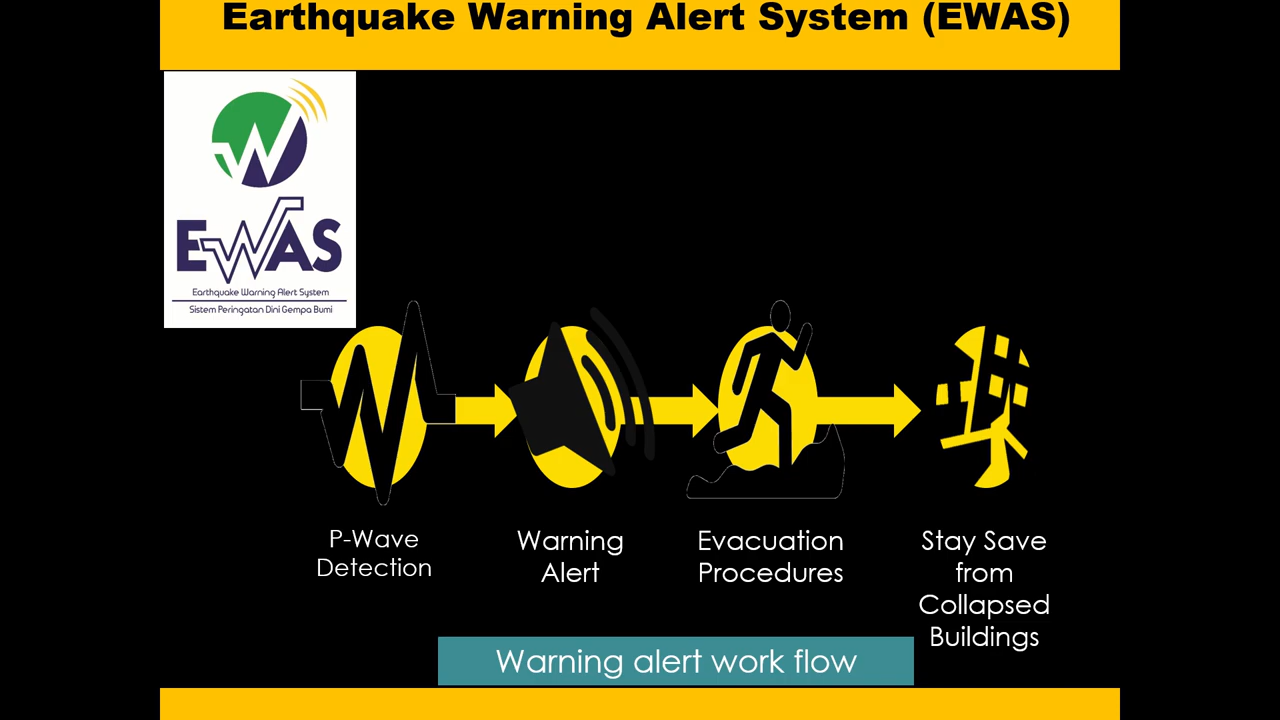 Earthquake Warning Alert System (EWAS)
EWAS
Earthquake Warning Alert System
Sistem Peringatan Dini Gempa Bumi
P-Wave
Detection
Warning
Alert
Evacuation
Procedures
Stay Save
from
Collapsed
Buildings
Warning alert work flow